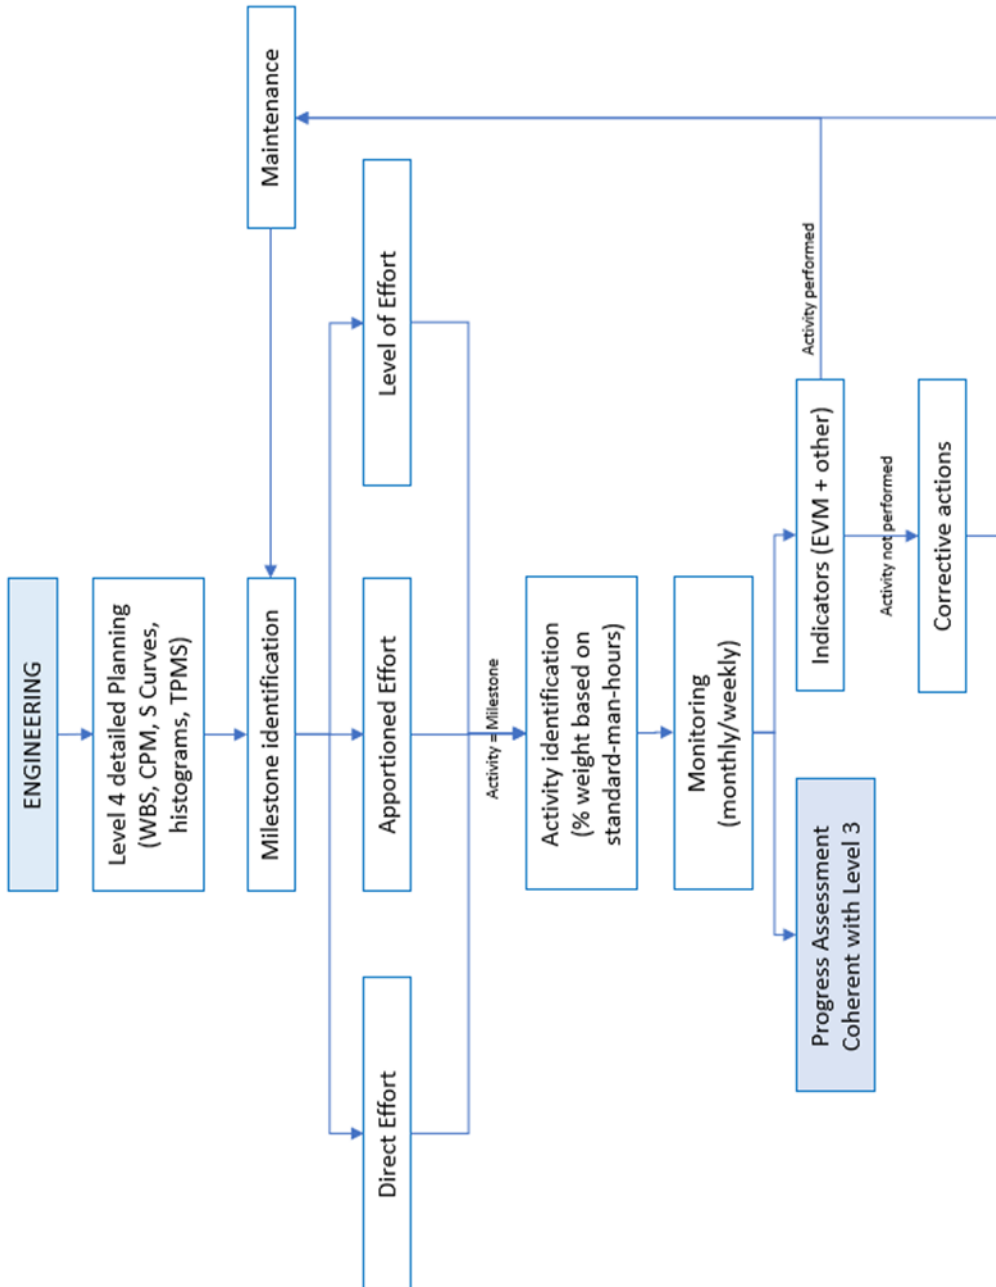 ENGINEERING
Level 4 detailed Planning
(WBS, CPM, S Curves,
histograms, TPMS)
Milestone identification
Maintenance
Direct Effort
Apportioned Effort
Level of Effort
Activity = Milestone
Activity identification
(% weight based on
standard-man-hours)
Monitoring
(monthly/weekly)
Progress Assessment
Coherent with Level 3
Indicators (EVM + other)
Activity performed
Activity not performed
Corrective actions